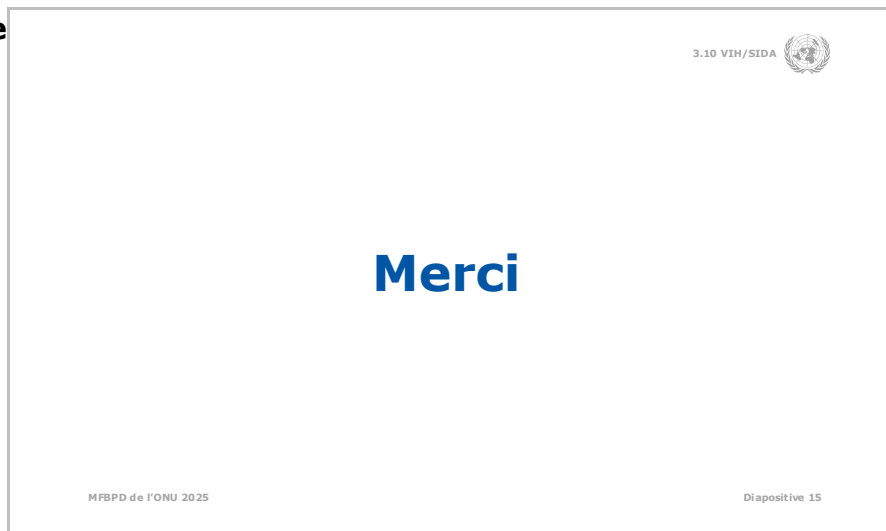 e
3.10 VIH/SIDA
Merci
MFBPD de l’ONU 2025
Diapositive 15